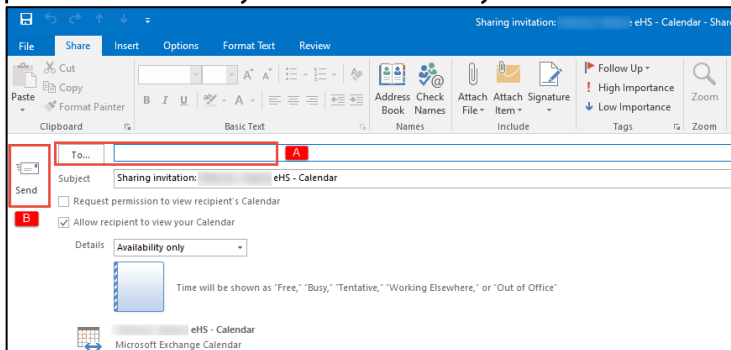 Sharing invitation: : eHS - Calendar - Share
File Share Insert Options Format Text Review
Paste
Cut
Copy
Format Painter
Clipboard
B I U A
Basic Text
Address Book
Check Names
Names
Attach File
Attach Item
Signature
Include
Follow Up
High Importance
Low Importance
Tags
Zoom
Zoom
Send
B
To...
A
Subject Sharing invitation: eHS - Calendar
Request permission to view recipient's Calendar
Allow recipient to view your Calendar
Details Availability only
Time will be shown as "Free," "Busy," "Tentative," "Working Elsewhere," or "Out of Office"
eHS - Calendar
Microsoft Exchange Calendar